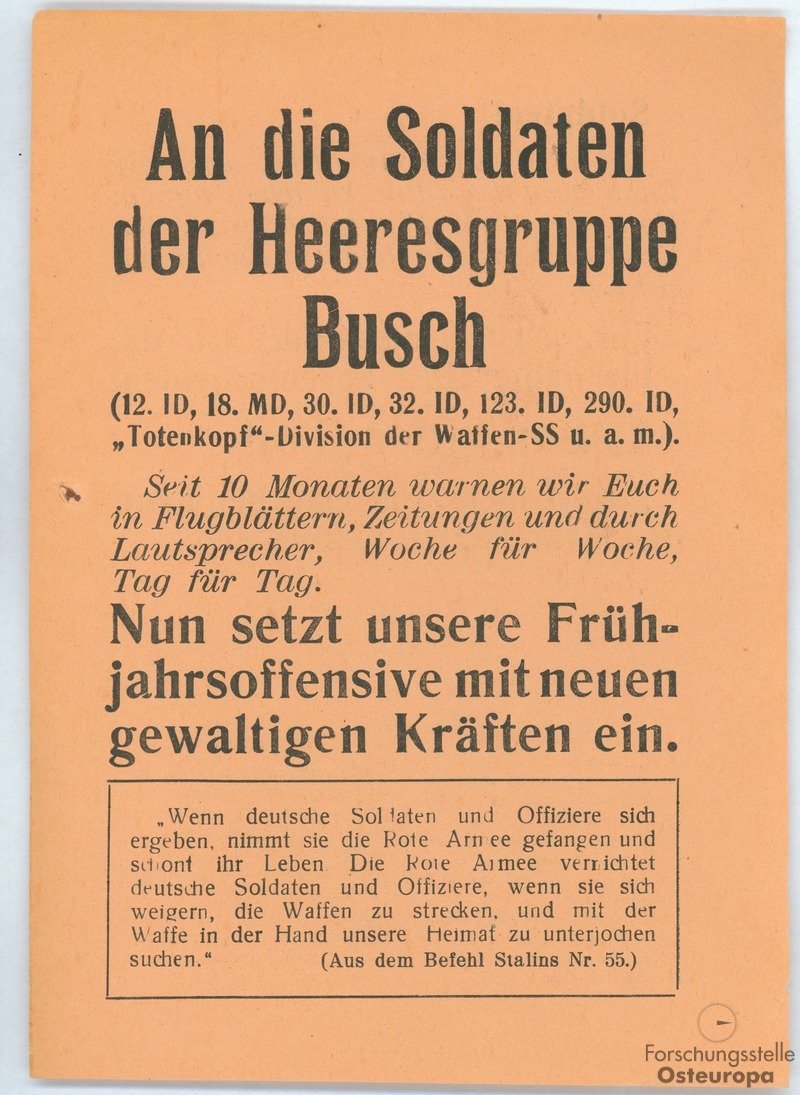 An die Soldaten
der Heeresgruppe
Busch
(12. ID, 18. MD, 30. ID, 32. ID, 123. ID, 290. ID,
„Totenkopf“-Division der Waffen-SS u. a. m.).
Seit 10 Monaten warnen wir Euch
in Flugblättern, Zeitungen und durch
Lautsprecher, Woche für Woche,
Tag für Tag.
Nun setzt unsere Früh-
jahrsoffensive mit neuen
gewaltigen Kräften ein.
„Wenn deutsche Soldaten und Offiziere sich
ergeben, nimmt sie die Rote Armee gefangen und
schont ihr Leben Die Rote Armee vernichtet
deutsche Soldaten und Offiziere, wenn sie sich
weigern, die Waffen zu strecken, und mit der
Waffe in der Hand unsere Heimat zu unterjochen
suchen.“ (Aus dem Befehl Stalins Nr. 55.)
Forschungsstelle
Osteuropa